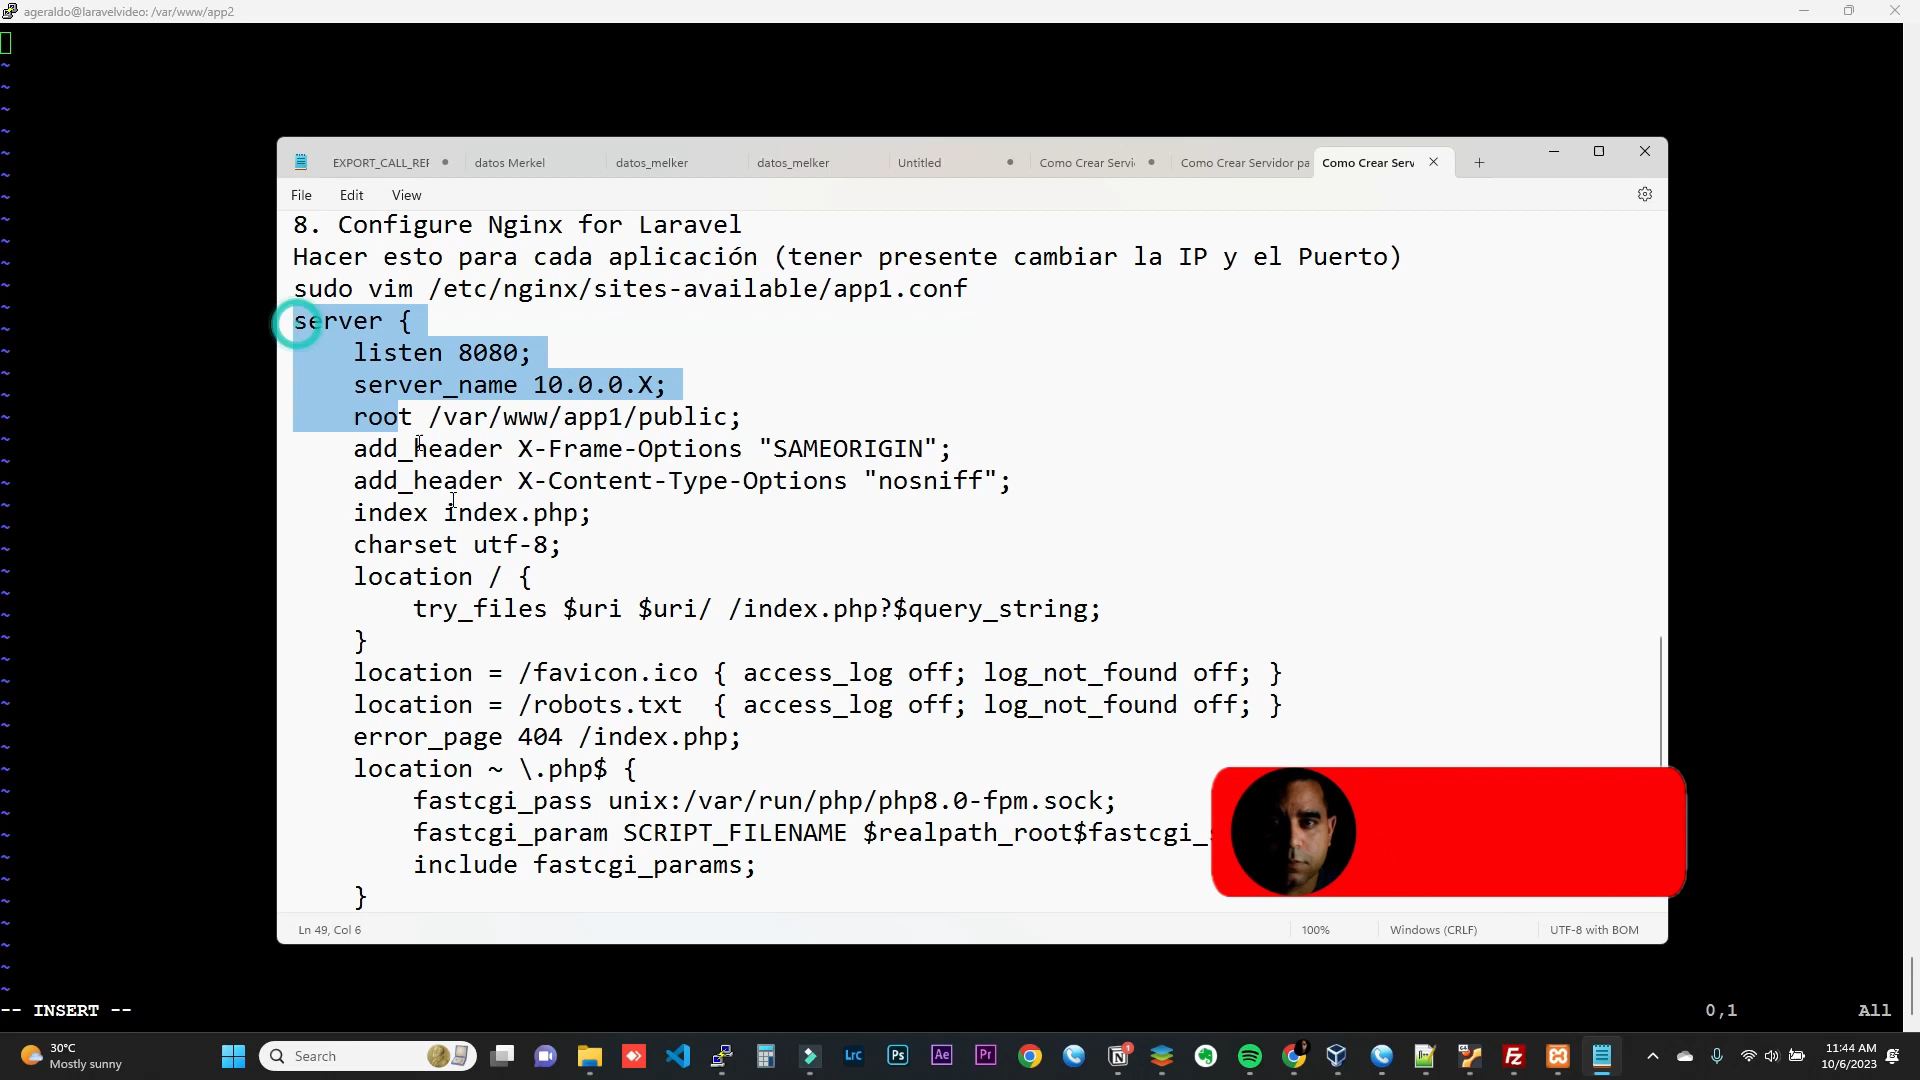 ageraldo@laravelvideo: /var/www/app2
EXPORT_CALL_REF
datos Merkel
datos_melker
datos_melker
Untitled
Como Crear Servi
Como Crear Servidor pa
Como Crear Serv
File
Edit
View
8. Configure Nginx for Laravel
Hacer esto para cada aplicación (tener presente cambiar la IP y el Puerto)
sudo vim /etc/nginx/sites-available/app1.conf
server {
listen 8080;
server_name 10.0.0.X;
root /var/www/app1/public;
add_header X-Frame-Options "SAMEORIGIN";
add_header X-Content-Type-Options "nosniff";
index index.php;
charset utf-8;
location / {
try_files $uri $uri/ /index.php?$query_string;
}
location = /favicon.ico { access_log off; log_not_found off; }
location = /robots.txt  { access_log off; log_not_found off; }
error_page 404 /index.php;
location ~ \.php$ {
fastcgi_pass unix:/var/run/php/php8.0-fpm.sock;
fastcgi_param SCRIPT_FILENAME $realpath_root$fastcgi_
include fastcgi_params;
}
Ln 49, Col 6
100%
Windows (CRLF)
UTF-8 with BOM
-- INSERT --
0,1
All
30°C
Mostly sunny
Search
Lrc
Ps
Ae
Pr
11:44 AM
10/6/2023